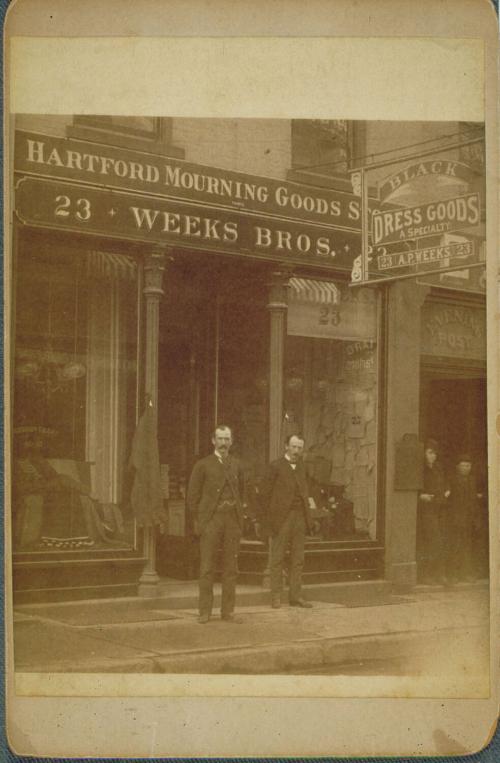 HARTFORD MOURNING GOODS S
23 WEEKS BROS.
BLACK
DRESS GOODS
A SPECIALTY
23 A.P. WEEKS 23
23
EVENING
POST